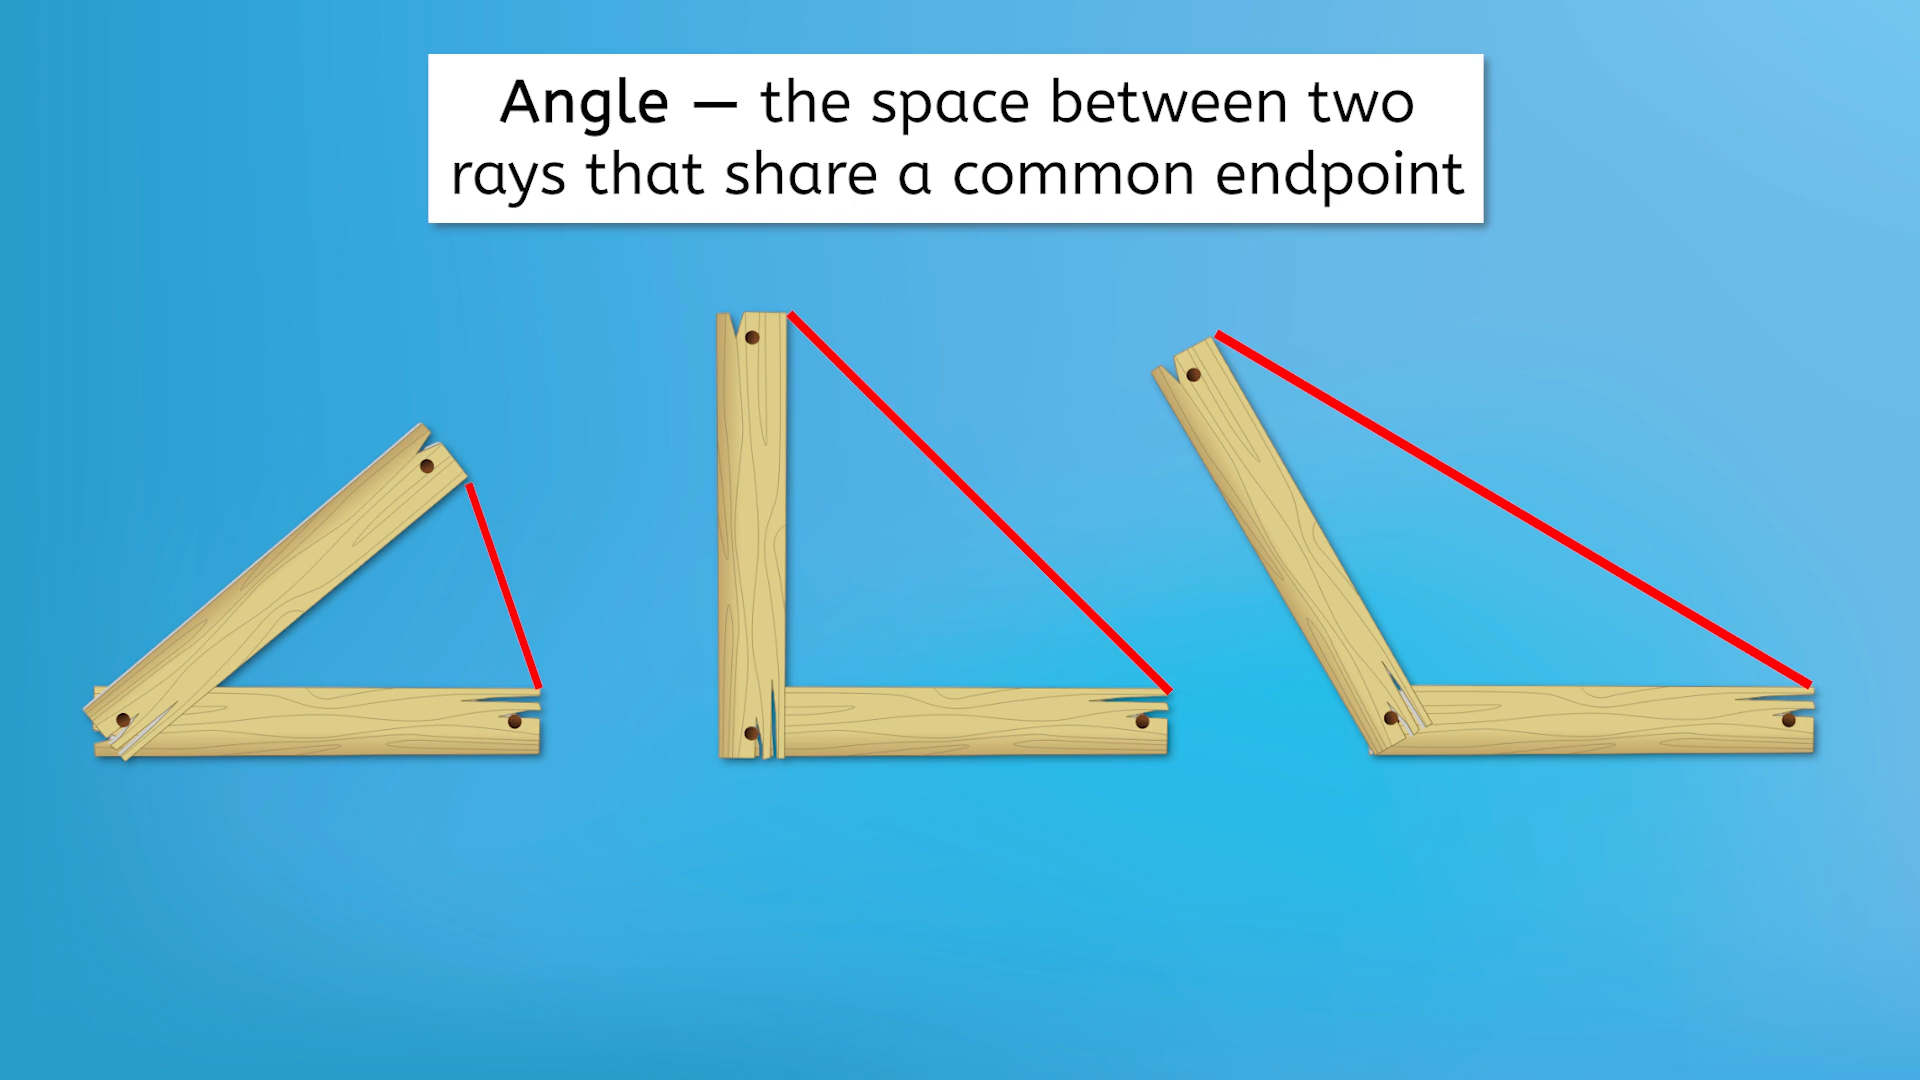 Angle — the space between two
rays that share a common endpoint